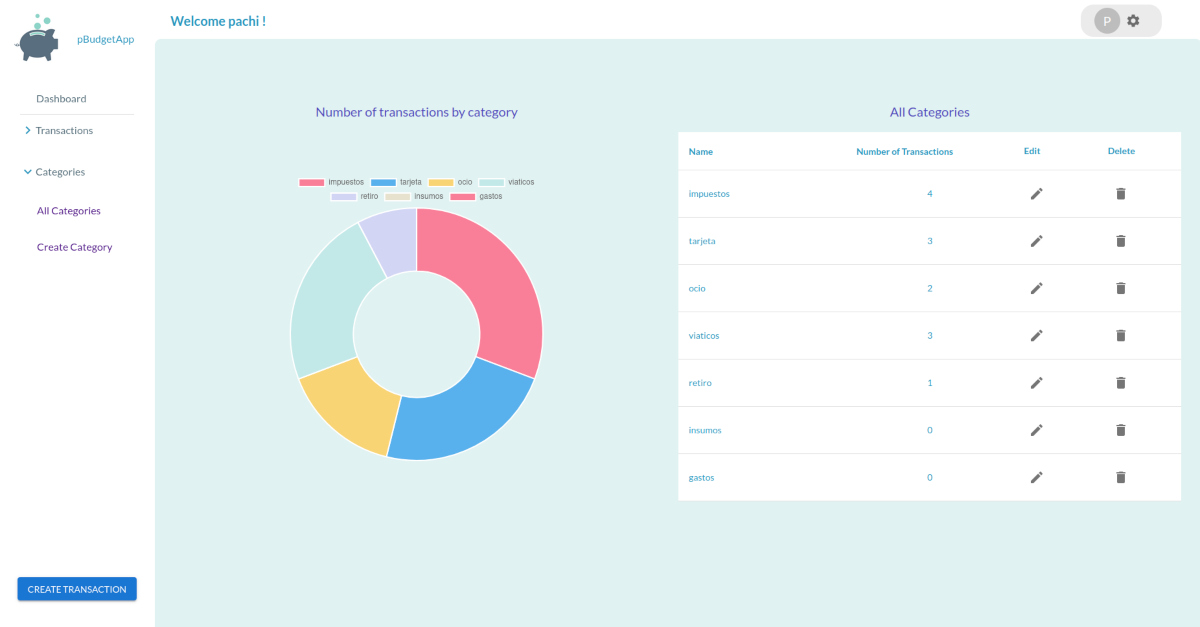 pBudgetApp
Welcome pachi !
P
Dashboard
Transactions
Categories
All Categories
Create Category
CREATE TRANSACTION
Number of transactions by category
impuestos tarjeta ocio viaticos
retiro insumos gastos
All Categories
Name Number of Transactions Edit Delete
impuestos 4
tarjeta 3
ocio 2
viaticos 3
retiro 1
insumos 0
gastos 0